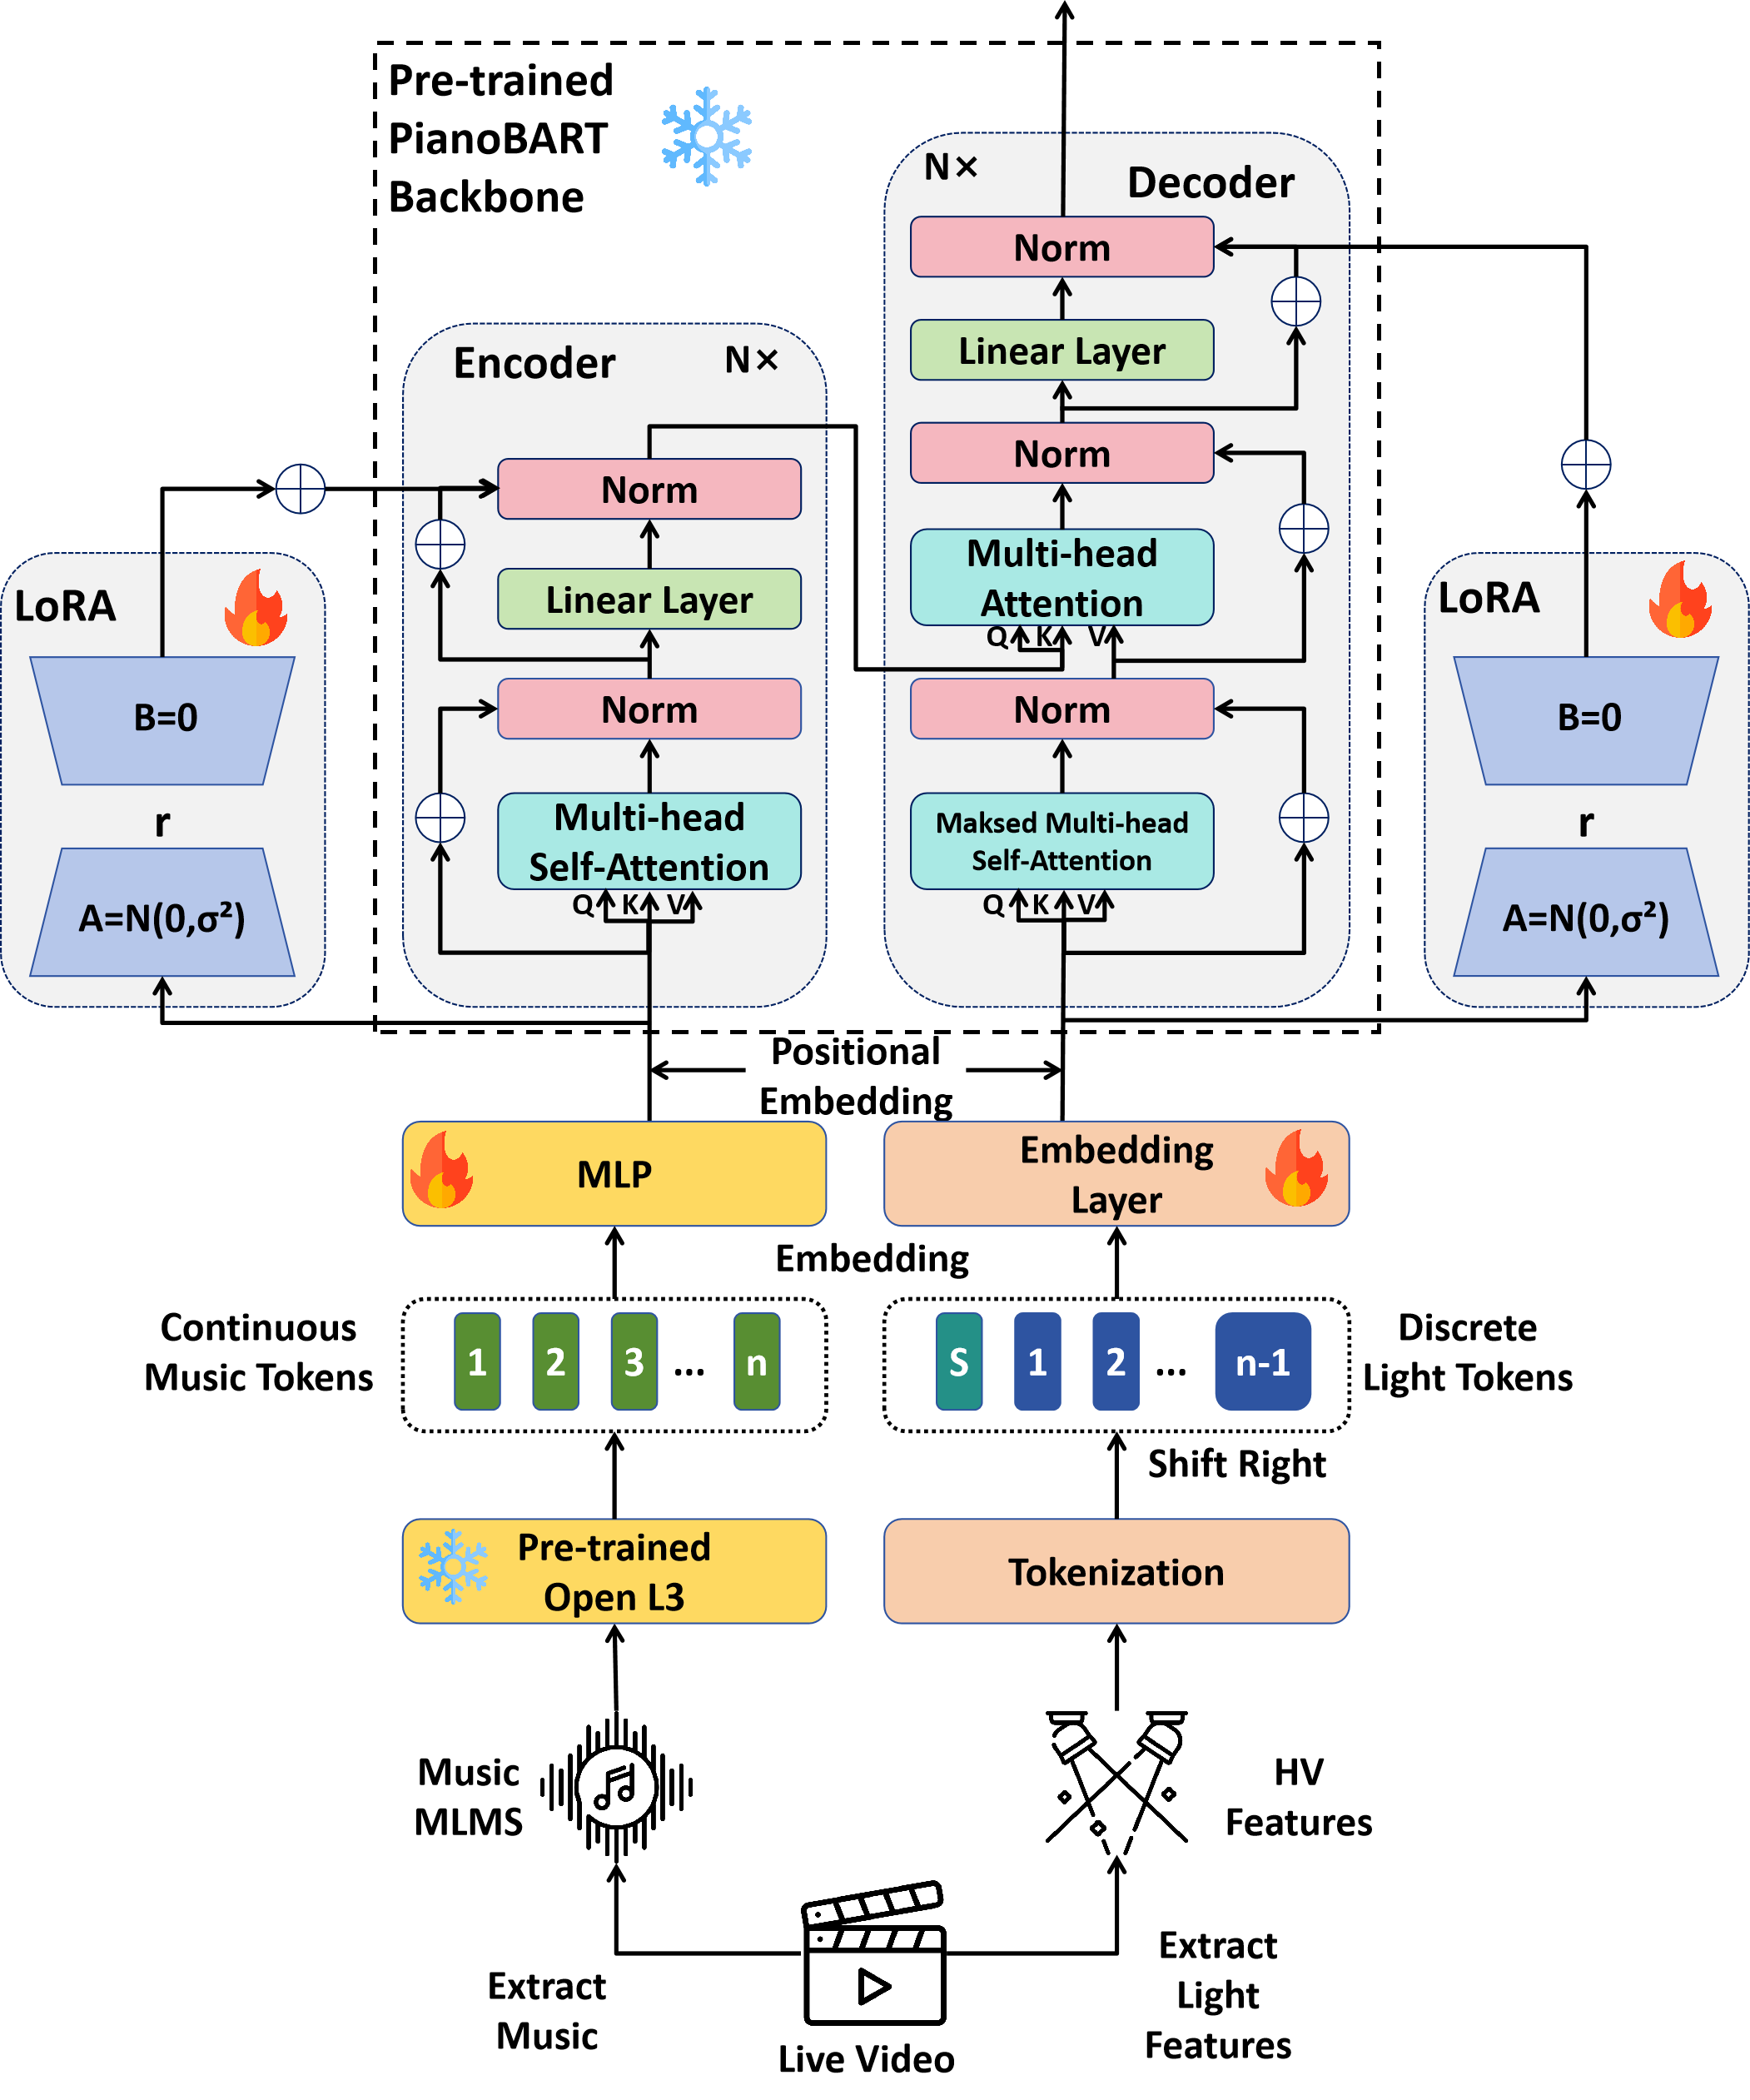 Pre-trained
PianoBART
Backbone
N×
Decoder
Norm
Linear Layer
Norm
Multi-head
Attention
Q K V
Norm
Maksed Multi-head
Self-Attention
Q K V
Encoder
N×
Norm
Linear Layer
Norm
Multi-head
Self-Attention
Q K V
LoRA
B=0
r
A=N(0,σ²)
LoRA
B=0
r
A=N(0,σ²)
Positional
Embedding
MLP
Embedding
Layer
Embedding
Continuous
Music Tokens
1 2 3 ... n
S 1 2 ... n-1
Discrete
Light Tokens
Shift Right
Pre-trained
Open L3
Tokenization
Music
MLMS
HV
Features
Extract
Music
Live Video
Extract
Light
Features